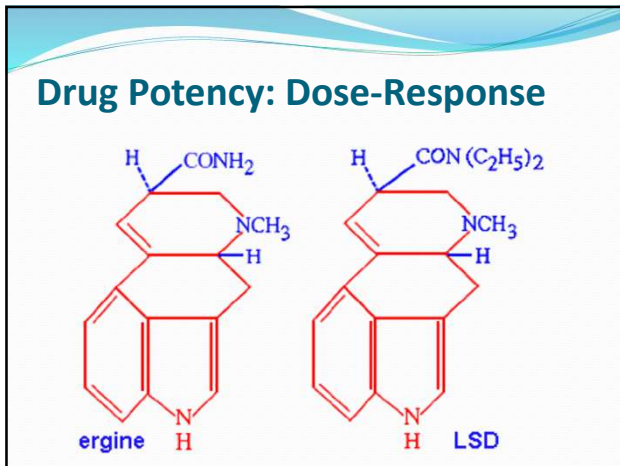 Drug Potency: Dose-Response
H CONH2
NCH3
H
N
H
ergine
H CON(C2H5)2
NCH3
H
N
H
LSD